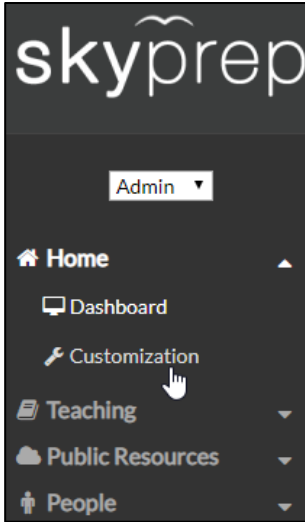 skyprep
Admin
Home
Dashboard
Customization
Teaching
Public Resources
People